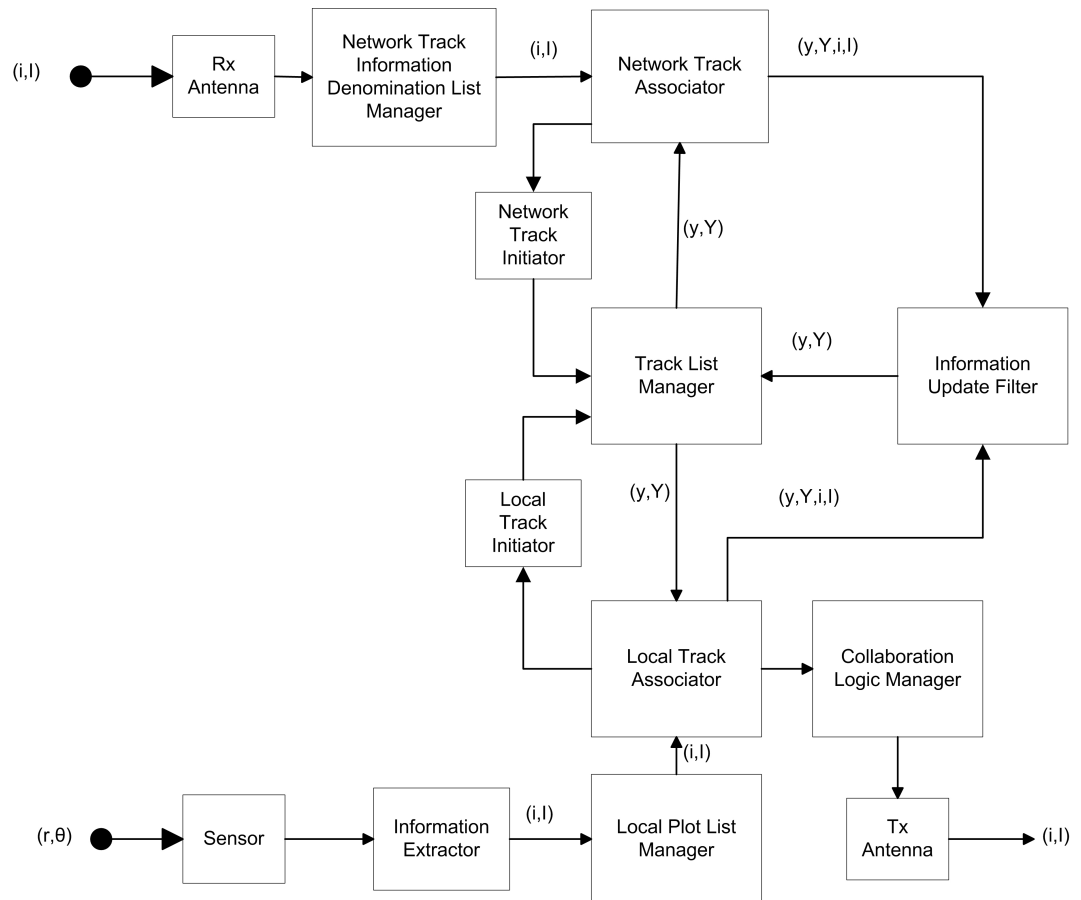 (i,I)
Rx
Antenna
Network Track
Information
Denomination List
Manager
(i,I)
Network Track
Associator
(y,Y,i,I)
Network
Track
Initiator
(y,Y)
Track List
Manager
(y,Y)
Information
Update Filter
Local
Track
Initiator
(y,Y)
(y,Y,i,I)
Local Track
Associator
Collaboration
Logic Manager
(i,I)
(r,θ)
Sensor
Information
Extractor
(i,I)
Local Plot List
Manager
Tx
Antenna
(i,I)